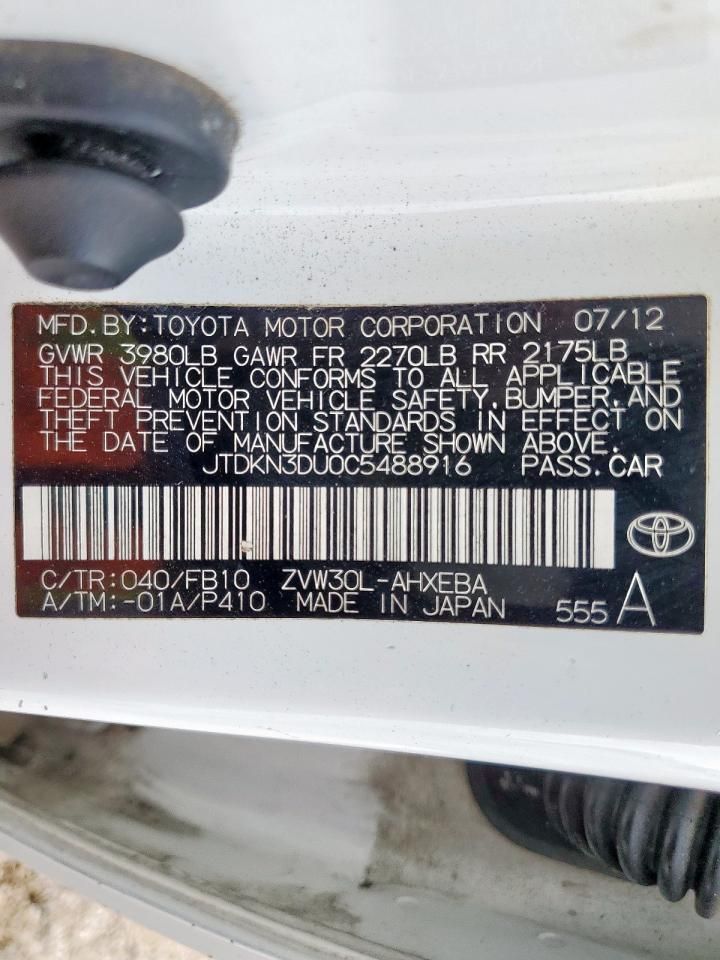 MFD.BY:TOYOTA MOTOR CORPORATION 07/12
GVWR 3980LB GAWR FR 2270LB RR 2175LB
THIS VEHICLE CONFORMS TO ALL APPLICABLE
FEDERAL MOTOR VEHICLE SAFETY,BUMPER,AND
THEFT PREVENTION STANDARDS IN EFFECT ON
THE DATE OF MANUFACTURE SHOWN ABOVE.
JTDKN3DU0C5488916 PASS.CAR
C/TR:040/FB10 ZVW30L-AHXEBA
A/TM:-01A/P410 MADE IN JAPAN 555 A